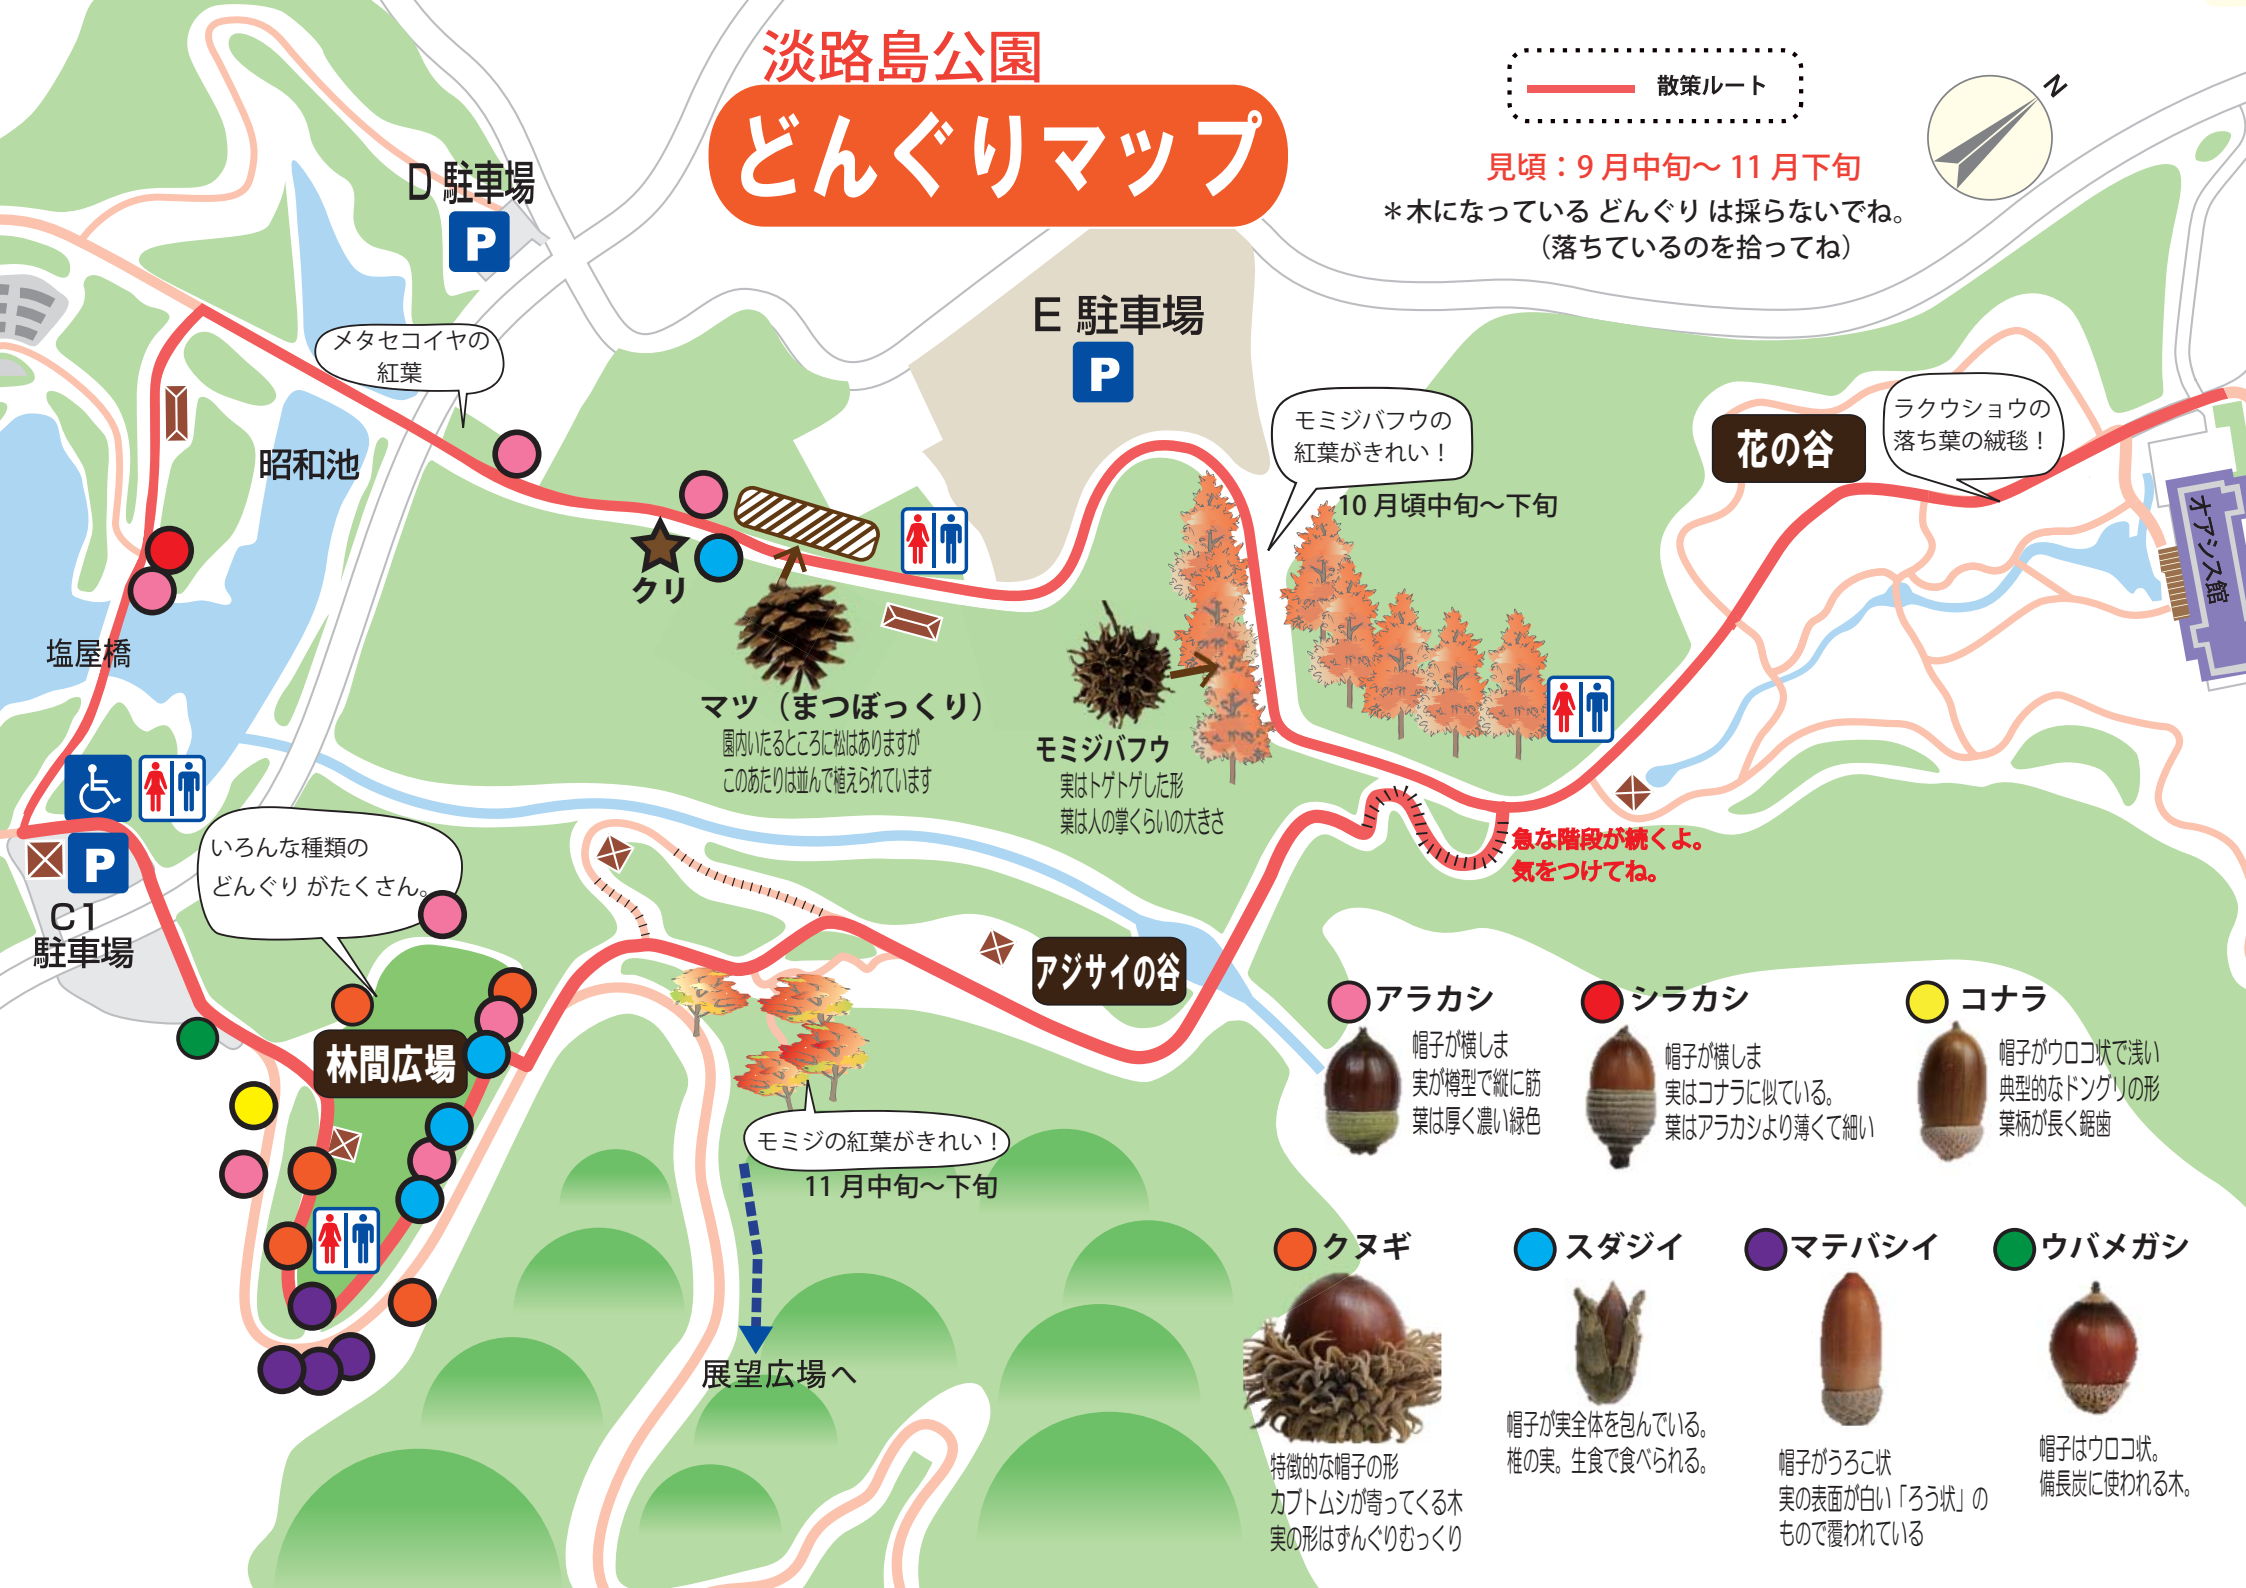 淡路島公園
どんぐりマップ
散策ルート
N
見頃：9月中旬～11月下旬
＊木になっている どんぐり は採らないでね。
（落ちているのを拾ってね）
D 駐車場
P
E 駐車場
P
メタセコイヤの
紅葉
昭和池
モミジバフウの
紅葉がきれい！
10月頃中旬～下旬
花の谷
ラクウショウの
落ち葉の絨毯！
オアシス館
クリ
塩屋橋
マツ（まつぼっくり）
園内いたるところに松はありますが
このあたりは並んで植えられています
モミジバフウ
実はトゲトゲした形
葉は人の掌くらいの大きさ
急な階段が続くよ。
気をつけてね。
P
C1
駐車場
いろんな種類の
どんぐり がたくさん。
林間広場
アジサイの谷
モミジの紅葉がきれい！
11月中旬～下旬
展望広場へ
アラカシ
帽子が横しま
実が樽型で縦に筋
葉は厚く濃い緑色
シラカシ
帽子が横しま
実はコナラに似ている。
葉はアラカシより薄くて細い
コナラ
帽子がウロコ状で浅い
典型的なドングリの形
葉柄が長く鋸歯
クヌギ
特徴的な帽子の形
カブトムシが寄ってくる木
実の形はずんぐりむっくり
スダジイ
帽子が実全体を包んでいる。
椎の実。生食で食べられる。
マテバシイ
帽子がうろこ状
実の表面が白い「ろう状」の
もので覆われている
ウバメガシ
帽子はウロコ状。
備長炭に使われる木。